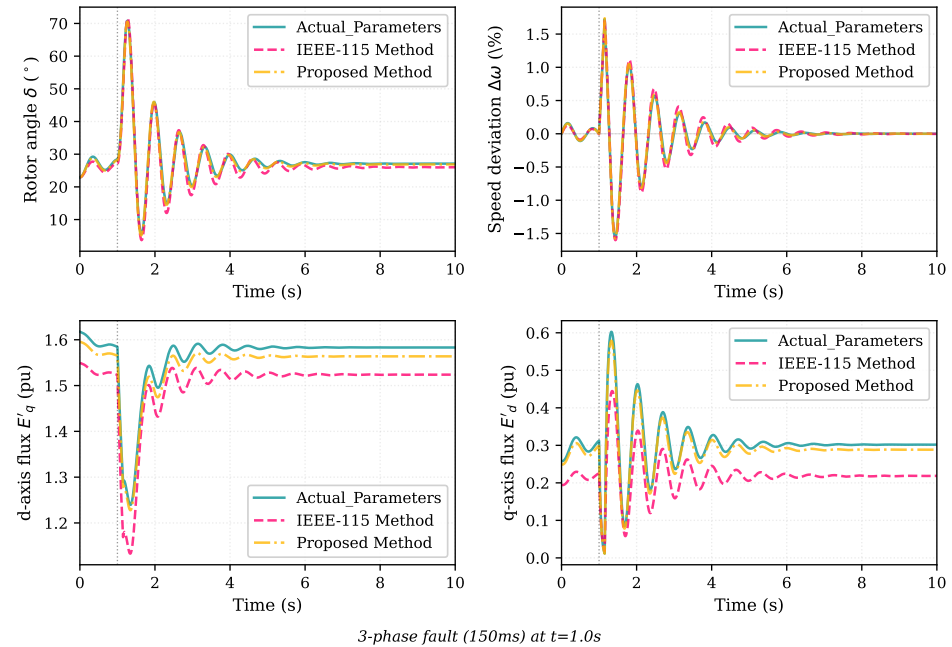 70
60
50
40
30
20
10
0 2 4 6 8 10
Rotor angle δ (°)
Time (s)
Actual_Parameters
IEEE-115 Method
Proposed Method
1.5
1.0
0.5
0.0
−0.5
−1.0
−1.5
0 2 4 6 8 10
Speed deviation Δω (\%)
Time (s)
Actual_Parameters
IEEE-115 Method
Proposed Method
1.6
1.5
1.4
1.3
1.2
0 2 4 6 8 10
d-axis flux E′q (pu)
Time (s)
Actual_Parameters
IEEE-115 Method
Proposed Method
0.6
0.5
0.4
0.3
0.2
0.1
0.0
0 2 4 6 8 10
q-axis flux E′d (pu)
Time (s)
Actual_Parameters
IEEE-115 Method
Proposed Method
3-phase fault (150ms) at t=1.0s